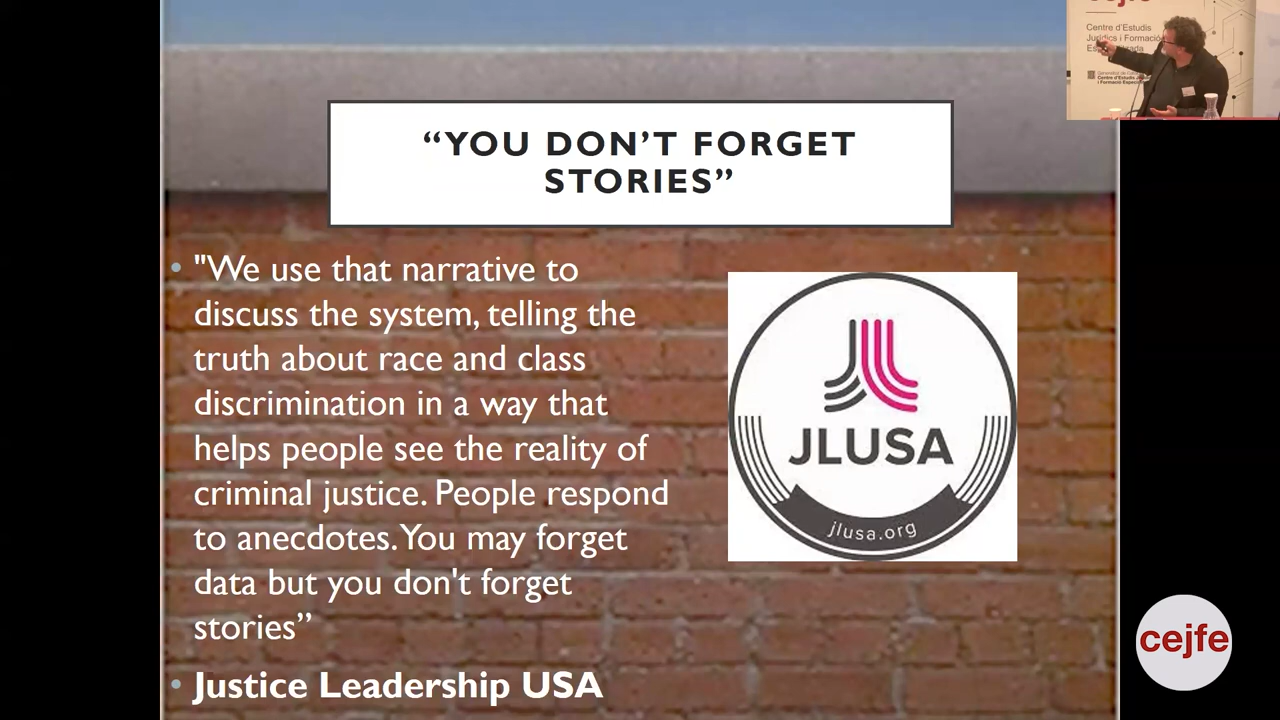 cejfe
Centre d'Estudis
Jurídics i Formació
“YOU DON’T FORGET
STORIES”
• "We use that narrative to
discuss the system, telling the
truth about race and class
discrimination in a way that
helps people see the reality of
criminal justice. People respond
to anecdotes. You may forget
data but you don't forget
stories”
• Justice Leadership USA
JLUSA
jlusa.org
cejfe